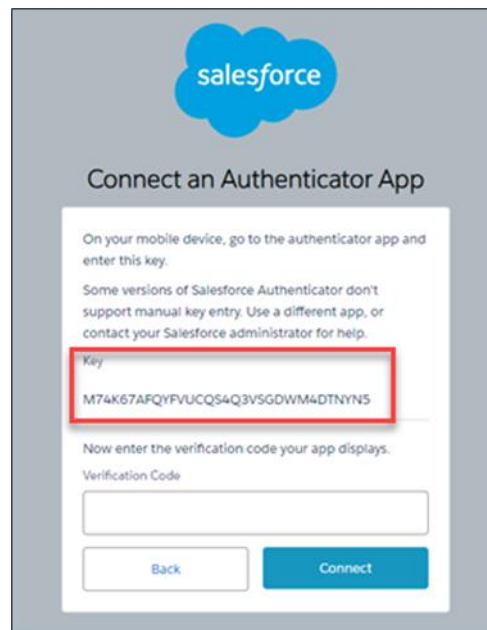 salesforce
Connect an Authenticator App
On your mobile device, go to the authenticator app and
enter this key.
Some versions of Salesforce Authenticator don't
support manual key entry. Use a different app, or
contact your Salesforce administrator for help.
Key
M74K67AFQYFVUCQS4Q3VSGDWM4DTNYN5
Now enter the verification code your app displays.
Verification Code
Back
Connect